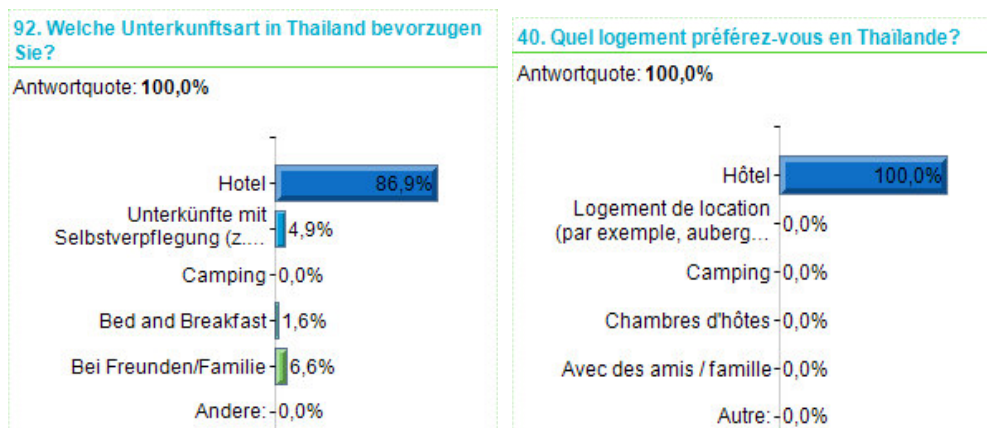 92. Welche Unterkunftsart in Thailand bevorzugen
Sie?
Antwortquote: 100,0%
Hotel
86,9%
Unterkünfte mit
Selbstverpflegung (z....
4,9%
Camping
0,0%
Bed and Breakfast
1,6%
Bei Freunden/Familie
6,6%
Andere:
0,0%
40. Quel logement préférez-vous en Thaïlande?
Antwortquote: 100,0%
Hôtel
100,0%
Logement de location
(par exemple, auberg...
0,0%
Camping
0,0%
Chambres d'hôtes
0,0%
Avec des amis / famille
0,0%
Autre:
0,0%